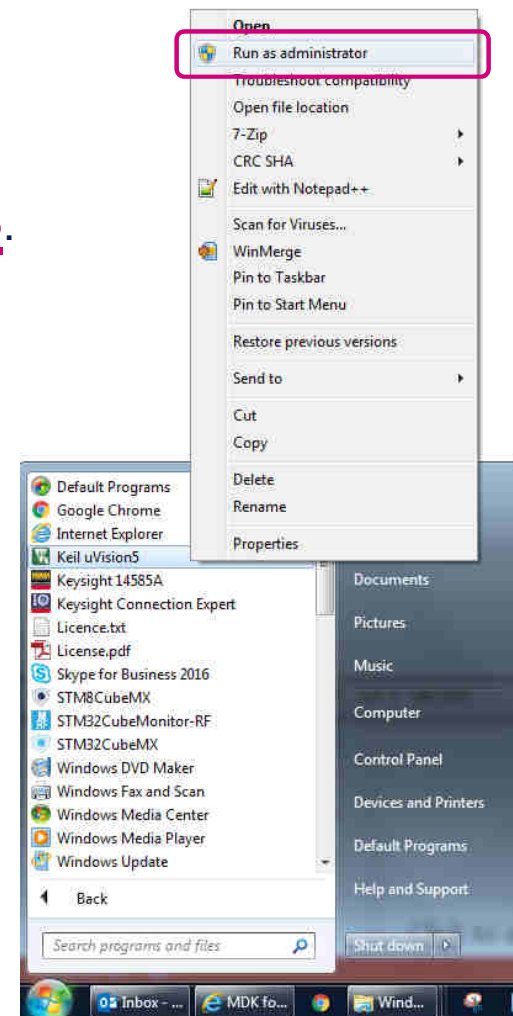 Open
Run as administrator
Troubleshoot compatibility
Open file location
7-Zip
CRC SHA
Edit with Notepad++
Scan for Viruses...
WinMerge
Pin to Taskbar
Pin to Start Menu
Restore previous versions
Send to
Cut
Copy
Delete
Rename
Properties
Default Programs
Google Chrome
Internet Explorer
Keil uVision5
Keysight 14585A
Keysight Connection Expert
Licence.txt
License.pdf
Skype for Business 2016
STM8CubeMX
STM32CubeMonitor-RF
STM32CubeMX
Windows DVD Maker
Windows Fax and Scan
Windows Media Center
Windows Media Player
Windows Update
Back
Search programs and files
Documents
Pictures
Music
Computer
Control Panel
Devices and Printers
Default Programs
Help and Support
Shut down
Inbox - ...
MDK fo...
Wind...